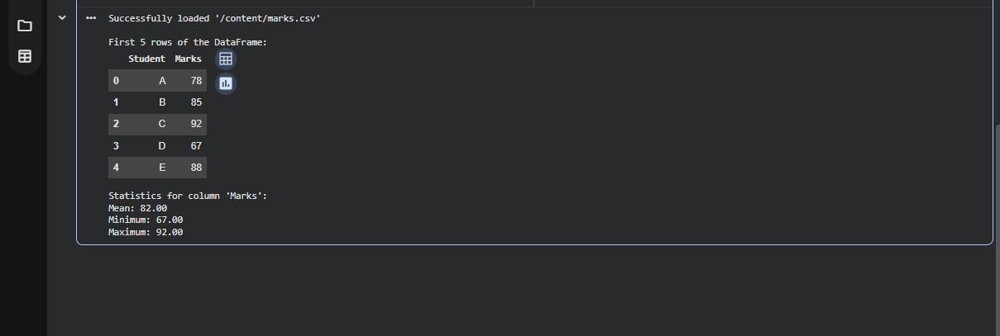 Successfully loaded '/content/marks.csv'
First 5 rows of the DataFrame:
Student Marks
0 A 78
1 B 85
2 C 92
3 D 67
4 E 88
Statistics for column 'Marks':
Mean: 82.00
Minimum: 67.00
Maximum: 92.00